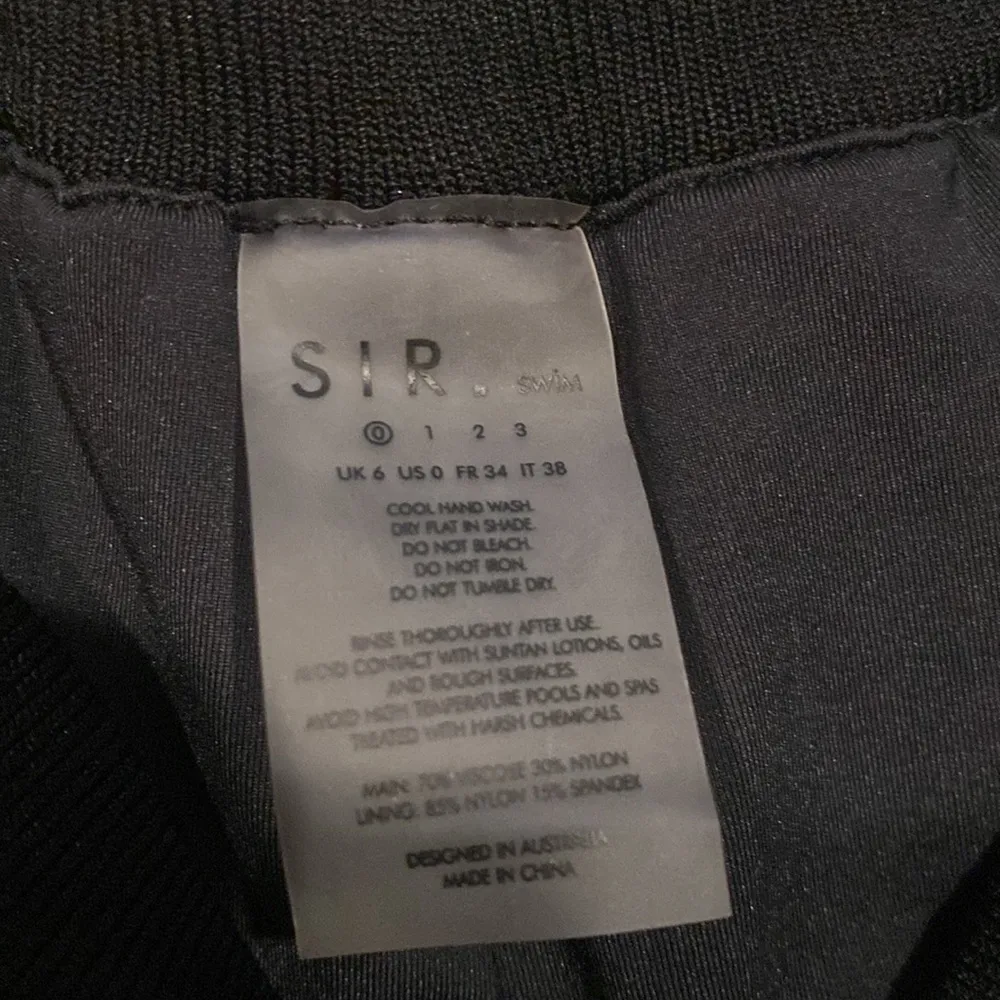 SIR. swim
0 1 2 3
UK 6 US 0 FR 34 IT 38
COOL HAND WASH.
DRY FLAT IN SHADE.
DO NOT BLEACH.
DO NOT IRON.
DO NOT TUMBLE DRY.
RINSE THOROUGHLY AFTER USE.
AVOID CONTACT WITH SUNTAN LOTIONS, OILS
AND ROUGH SURFACES.
AVOID HIGH TEMPERATURE POOLS AND SPAS
TREATED WITH HARSH CHEMICALS.
MAIN: 70% VISCOSE 30% NYLON
LINING: 85% NYLON 15% SPANDEX
DESIGNED IN AUSTRALIA
MADE IN CHINA